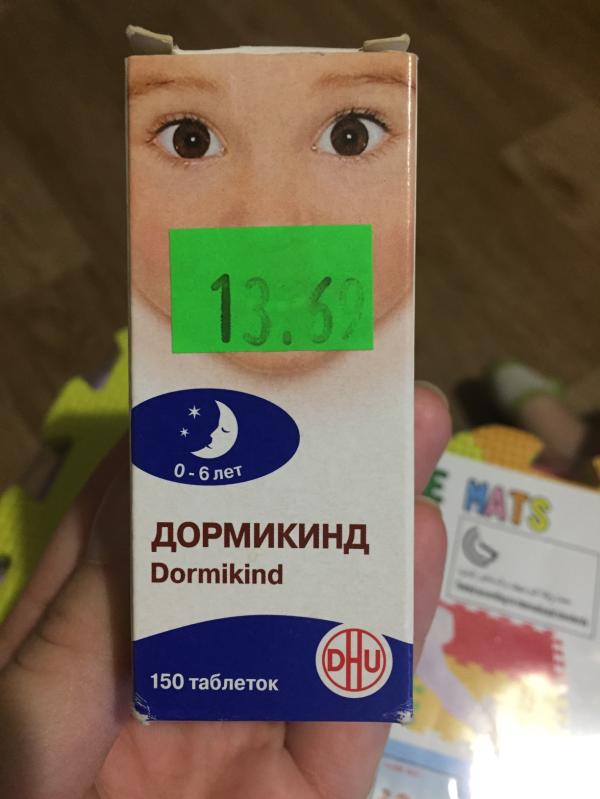 13.69
0 - 6 лет
ДОРМИКИНД
Dormikind
150 таблеток
DHU
E MATS